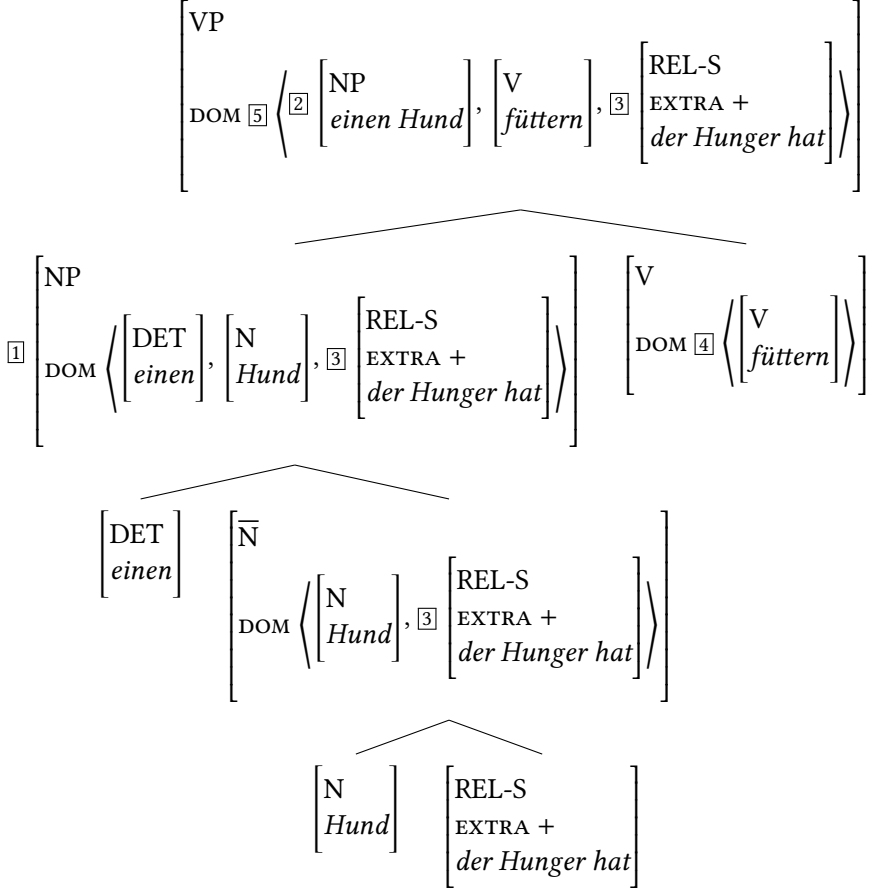 VP
DOM 5 ⟨ 2 [NP einen Hund], [V füttern], 3 [REL-S EXTRA + der Hunger hat] ⟩
1 NP
DOM ⟨ [DET einen], [N Hund], 3 [REL-S EXTRA + der Hunger hat] ⟩
V
DOM 4 ⟨ [V füttern] ⟩
DET
einen
N̅
DOM ⟨ [N Hund], 3 [REL-S EXTRA + der Hunger hat] ⟩
N
Hund
REL-S
EXTRA +
der Hunger hat